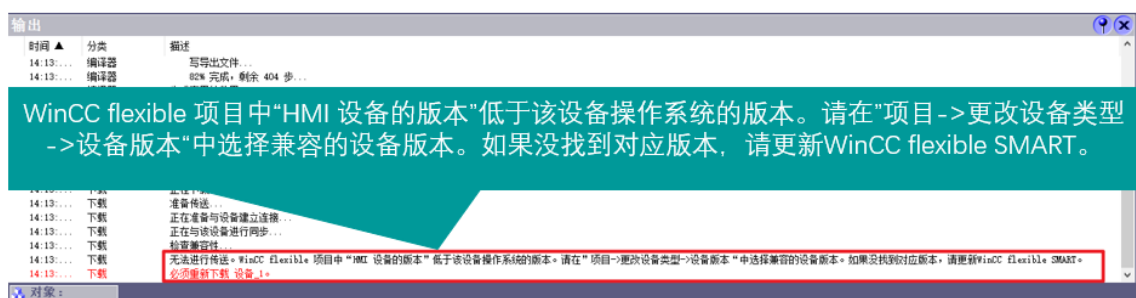 输出
时间 ▲ 分类 描述
14:13:... 编译器 写导出文件...
14:13:... 编译器 82% 完成，剩余 404 步...
WinCC flexible 项目中“HMI 设备的版本”低于该设备操作系统的版本。请在”项目->更改设备类型
->设备版本“中选择兼容的设备版本。如果没找到对应版本，请更新WinCC flexible SMART。
14:13:... 下载 准备传送...
14:13:... 下载 正在准备与设备建立连接...
14:13:... 下载 正在与该设备进行同步...
14:13:... 下载 检查兼容性...
14:13:... 下载 无法进行传送。WinCC flexible 项目中“HMI 设备的版本”低于该设备操作系统的版本。请在”项目->更改设备类型->设备版本“中选择兼容的设备版本。如果没找到对应版本，请更新WinCC flexible SMART。
14:13:... 下载 必须重新下载 设备_1。
对象：